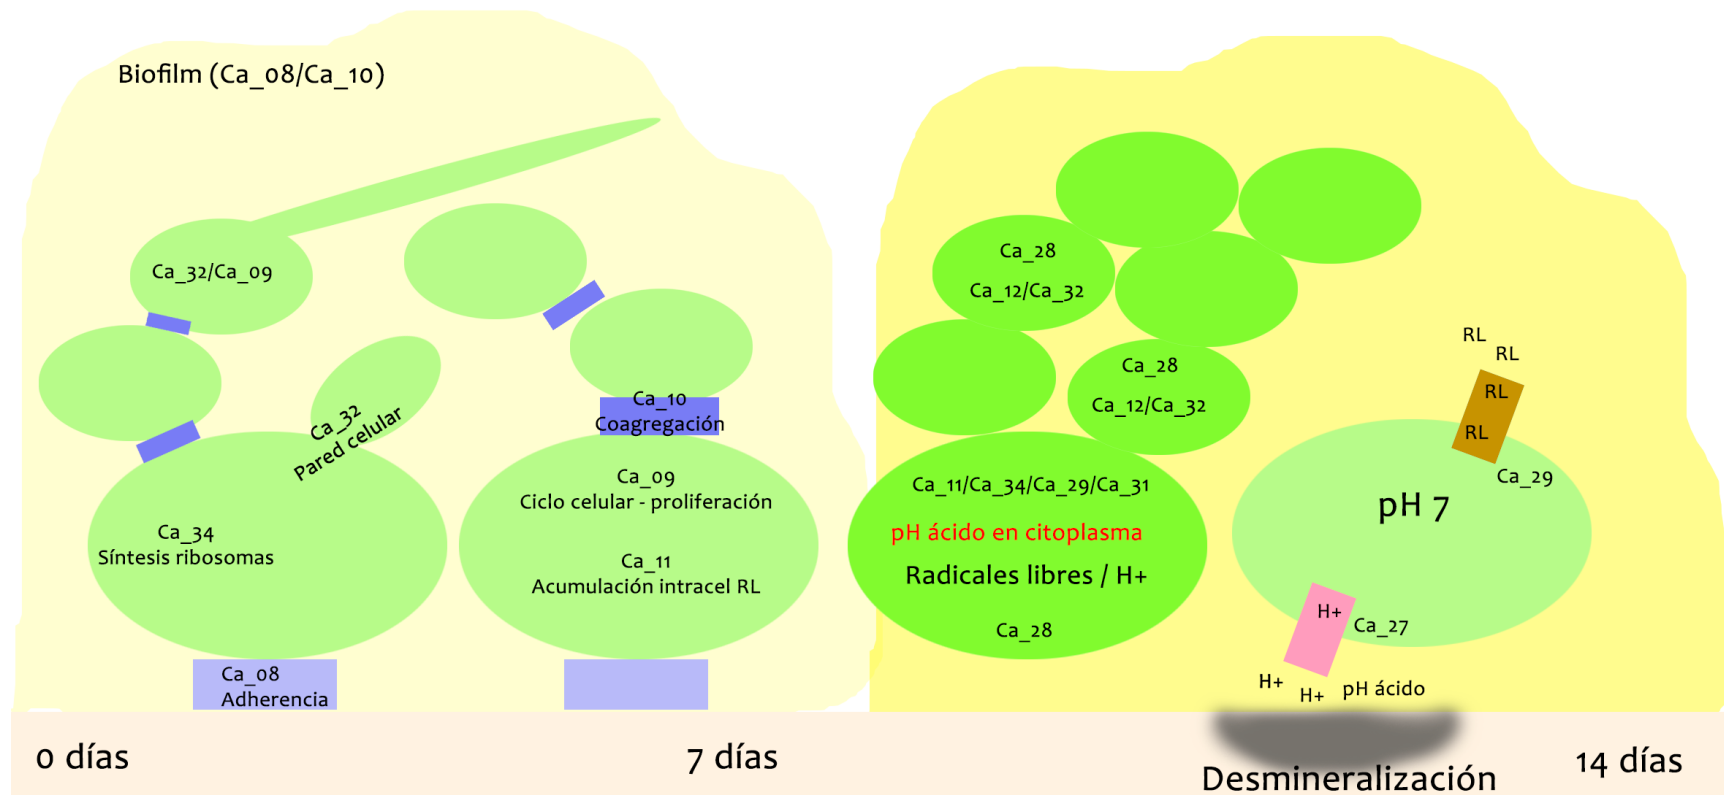 Biofilm (Ca_08/Ca_10)
Ca_32/Ca_09
Ca_32
Pared celular
Ca_34
Síntesis ribosomas
Ca_08
Adherencia
Ca_10
Coagregación
Ca_09
Ciclo celular - proliferación
Ca_11
Acumulación intracel RL
Ca_28
Ca_12/Ca_32
Ca_28
Ca_12/Ca_32
Ca_11/Ca_34/Ca_29/Ca_31
pH ácido en citoplasma
Radicales libres / H+
Ca_28
RL
RL
RL
RL
Ca_29
pH 7
H+
Ca_27
H+
H+
pH ácido
0 días
7 días
Desmineralización
14 días